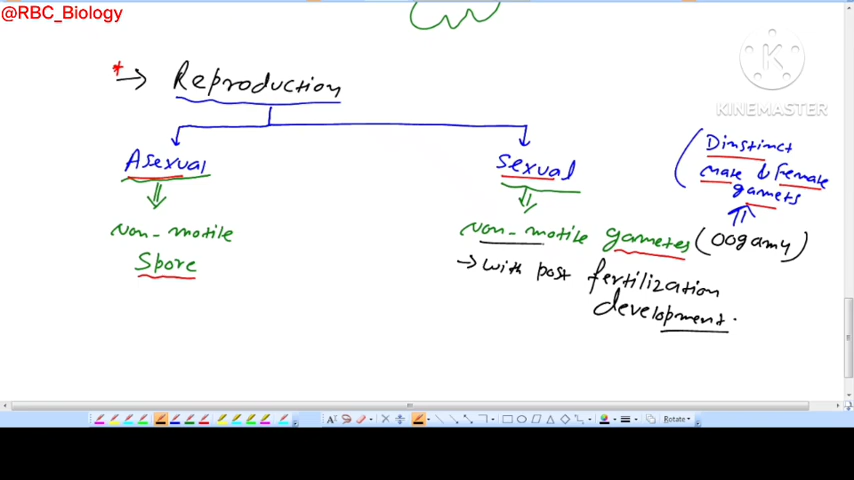 @RBC_Biology
KINEMASTER
* → Reproduction
Asexual
Non-motile
Spore
Sexual
Non-motile gametes (Oogamy)
→ with post fertilization
development.
Dinstinct
male & Female
gamets
Rotate